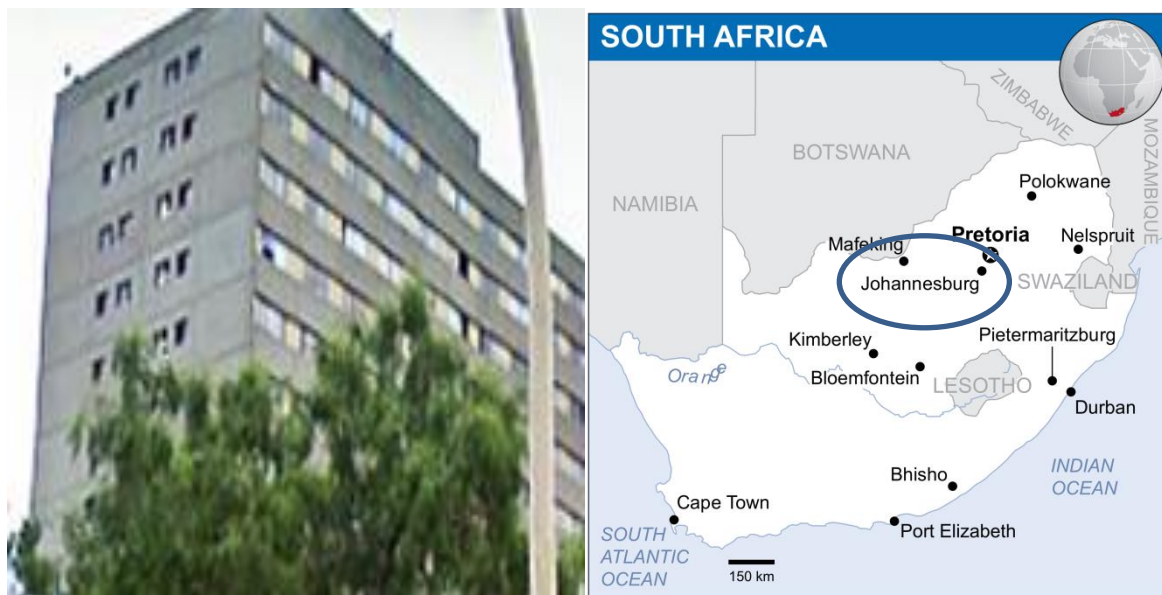 SOUTH AFRICA
ZIMBABWE
MOZAMBIQUE
BOTSWANA
NAMIBIA
Polokwane
Pretoria
Nelspruit
Mafeking
Johannesburg
SWAZILAND
Pietermaritzburg
Kimberley
Orange
Bloemfontein
LESOTHO
Durban
Bhisho
INDIAN
OCEAN
Cape Town
Port Elizabeth
SOUTH
ATLANTIC
OCEAN
150 km